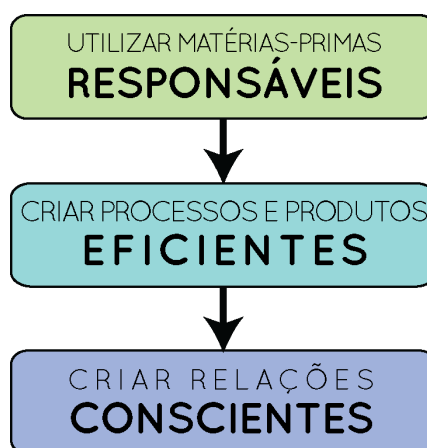 UTILIZAR MATÉRIAS-PRIMAS
RESPONSÁVEIS
CRIAR PROCESSOS E PRODUTOS
EFICIENTES
CRIAR RELAÇÕES
CONSCIENTES